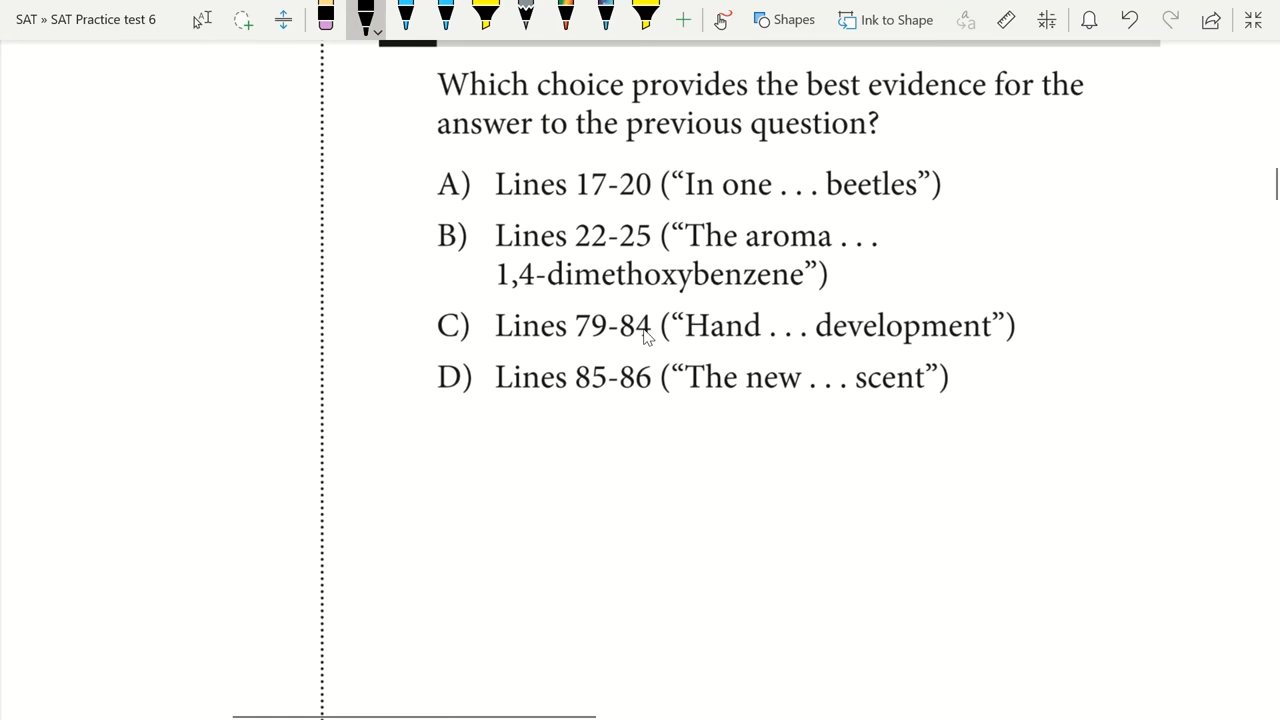 SAT » SAT Practice test 6
Shapes
Ink to Shape
Which choice provides the best evidence for the
answer to the previous question?
A) Lines 17-20 (“In one . . . beetles”)
B) Lines 22-25 (“The aroma . . .
1,4-dimethoxybenzene”)
C) Lines 79-84 (“Hand . . . development”)
D) Lines 85-86 (“The new . . . scent”)